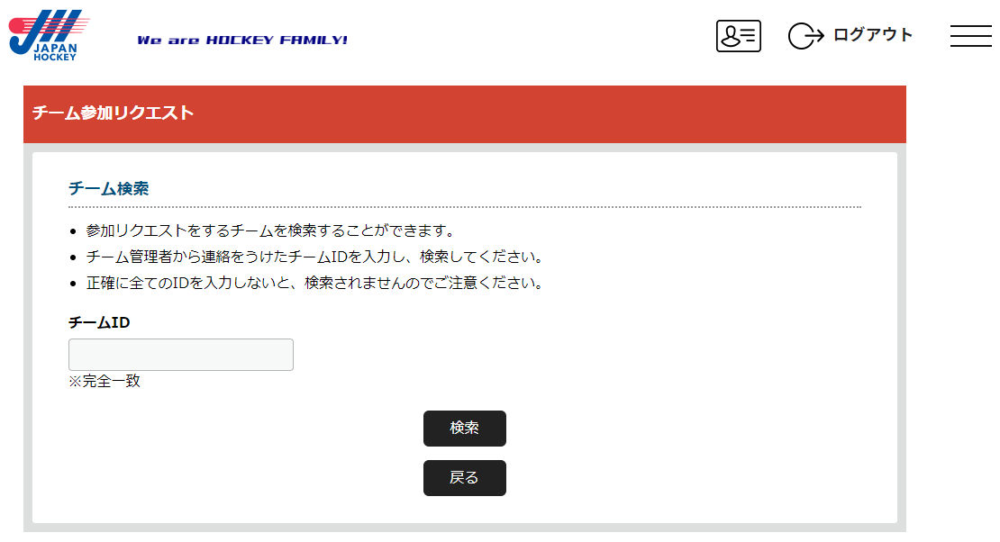 JAPAN
HOCKEY
We are HOCKEY FAMILY!
ログアウト
チーム参加リクエスト
チーム検索
• 参加リクエストをするチームを検索することができます。
• チーム管理者から連絡をうけたチームIDを入力し、検索してください。
• 正確に全てのIDを入力しないと、検索されませんのでご注意ください。
チームID
※完全一致
検索
戻る